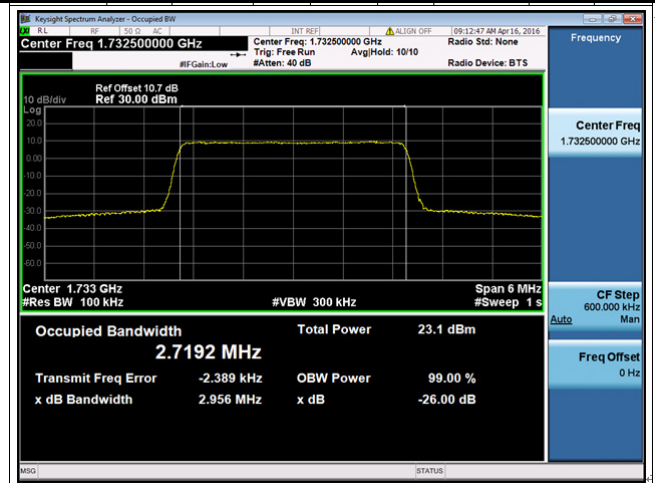 Keysight Spectrum Analyzer - Occupied BW
RL RF 50 Ω AC INT REF ALIGN OFF 09:12:47 AM Apr 16, 2016
Center Freq 1.732500000 GHz
Center Freq: 1.732500000 GHz
Radio Std: None
Trig: Free Run Avg|Hold: 10/10
#IFGain:Low
#Atten: 40 dB
Radio Device: BTS
Frequency
Ref Offset 10.7 dB
10 dB/div Ref 30.00 dBm
Log
20.0
10.0
0.00
-10.0
-20.0
-30.0
-40.0
-50.0
-60.0
Center Freq
1.732500000 GHz
Center 1.733 GHz
Span 6 MHz
#Res BW 100 kHz
#VBW 300 kHz
#Sweep 1 s
CF Step
600.000 kHz
Auto Man
Freq Offset
0 Hz
Occupied Bandwidth
Total Power 23.1 dBm
2.7192 MHz
Transmit Freq Error -2.389 kHz OBW Power 99.00 %
x dB Bandwidth 2.956 MHz x dB -26.00 dB
MSG
STATUS